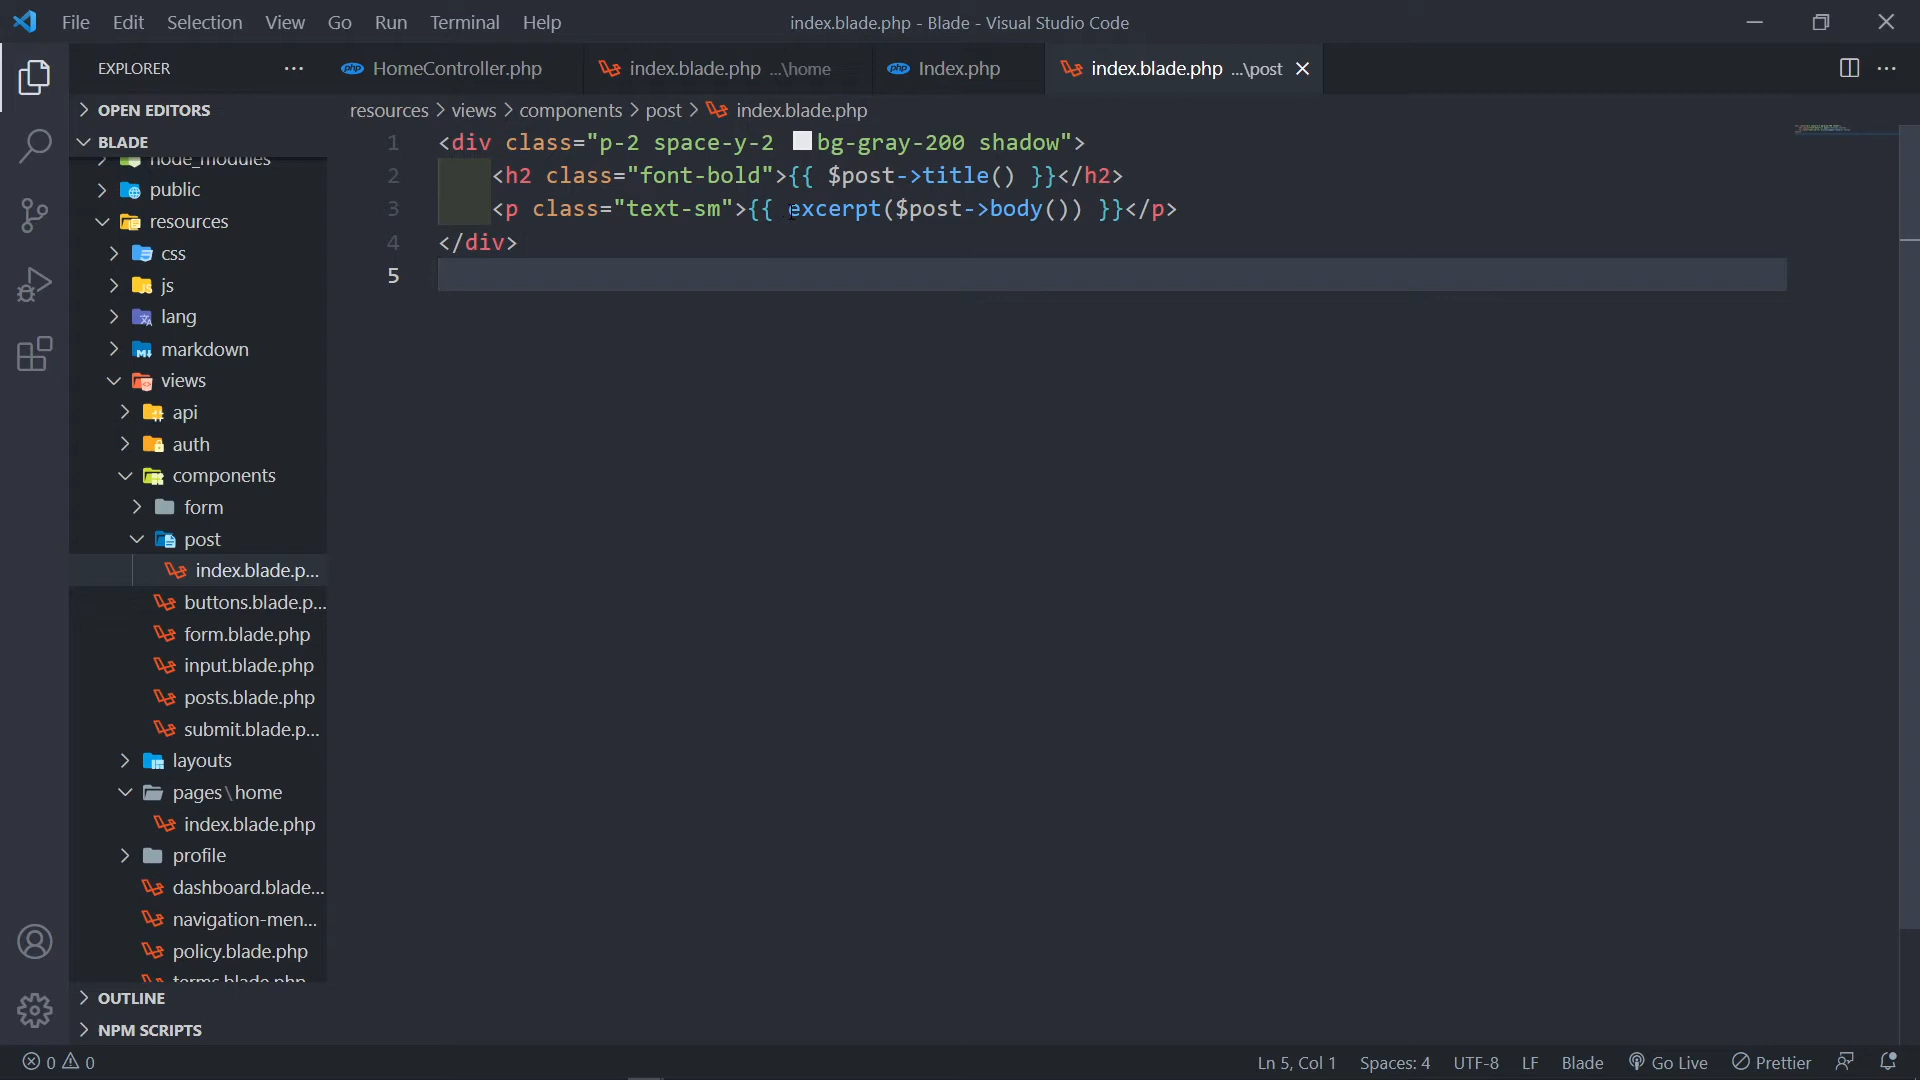 File Edit Selection View Go Run Terminal Help
index.blade.php - Blade - Visual Studio Code
EXPLORER
HomeController.php
index.blade.php ...\home
Index.php
index.blade.php ...\post
OPEN EDITORS
resources > views > components > post > index.blade.php
BLADE
node_modules
public
resources
css
js
lang
markdown
views
api
auth
components
form
post
index.blade.p...
buttons.blade.p...
form.blade.php
input.blade.php
posts.blade.php
submit.blade.p...
layouts
pages\home
index.blade.php
profile
dashboard.blade...
navigation-men...
policy.blade.php
terms.blade.php
OUTLINE
NPM SCRIPTS
1 <div class="p-2 space-y-2 bg-gray-200 shadow">
2 <h2 class="font-bold">{{ $post->title() }}</h2>
3 <p class="text-sm">{{ excerpt($post->body()) }}</p>
4 </div>
5
0 0
Ln 5, Col 1 Spaces: 4 UTF-8 LF Blade Go Live Prettier